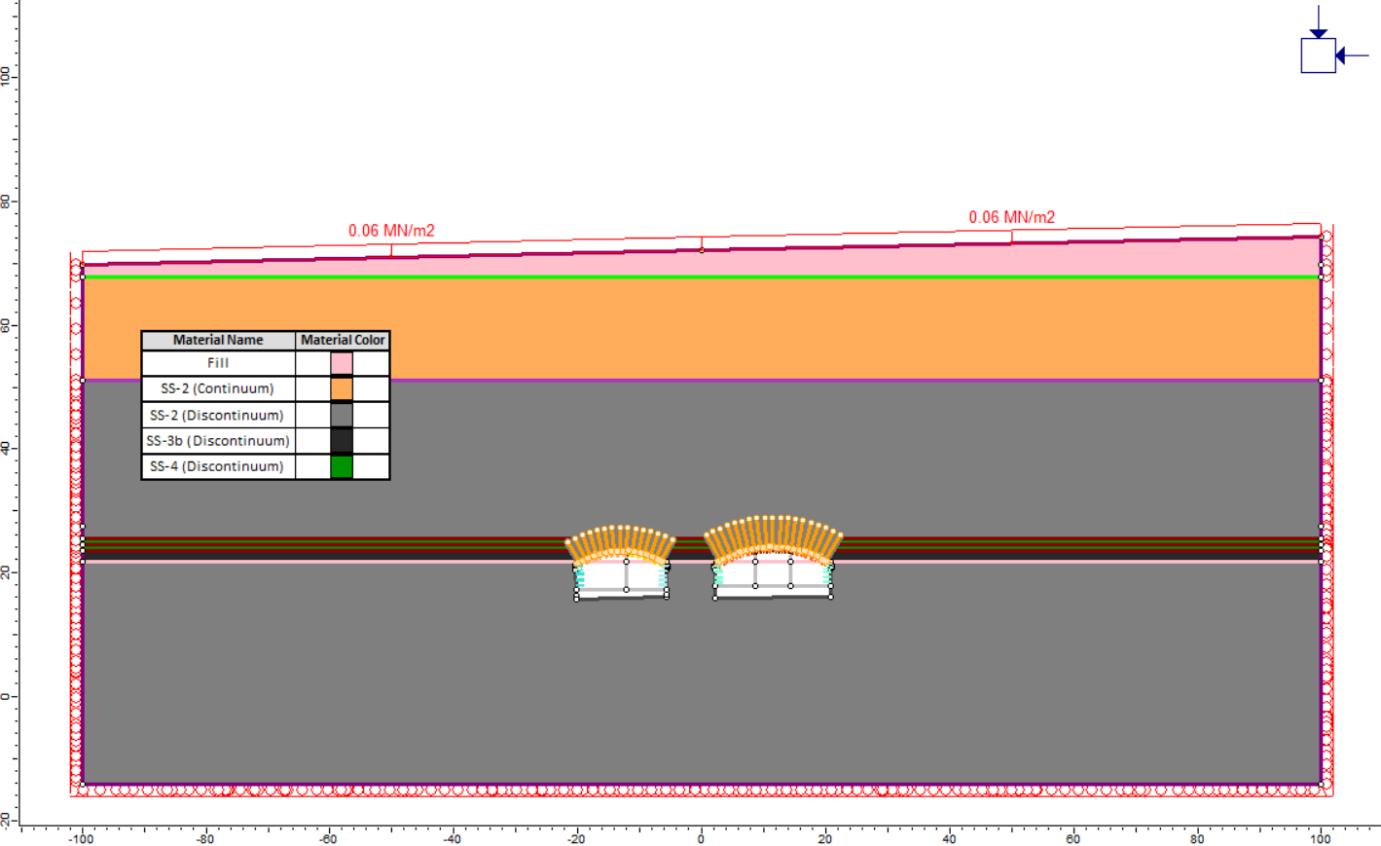 100
80
0.06 MN/m2 0.06 MN/m2
60
Material Name Material Color
Fill
SS-2 (Continuum)
SS-2 (Discontinuum)
SS-3b (Discontinuum)
SS-4 (Discontinuum)
40
20
0
-20
-100 -80 -60 -40 -20 0 20 40 60 80 100